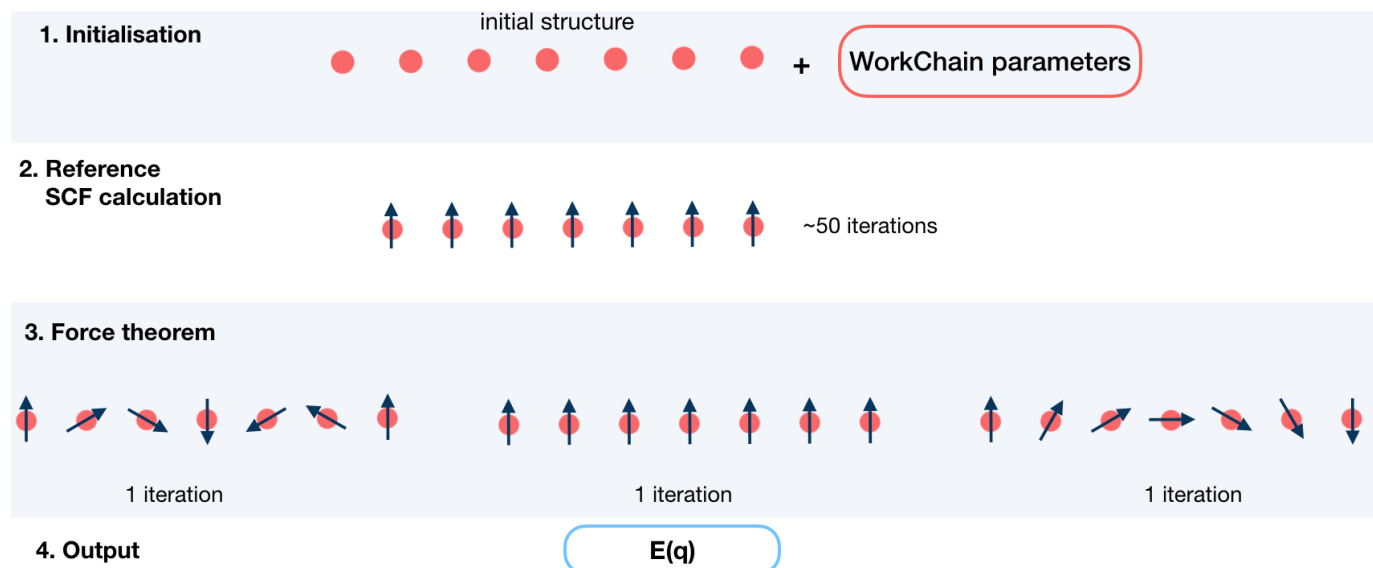 1. Initialisation
initial structure
+
WorkChain parameters
2. Reference
SCF calculation
~50 iterations
3. Force theorem
1 iteration
1 iteration
1 iteration
4. Output
E(q)